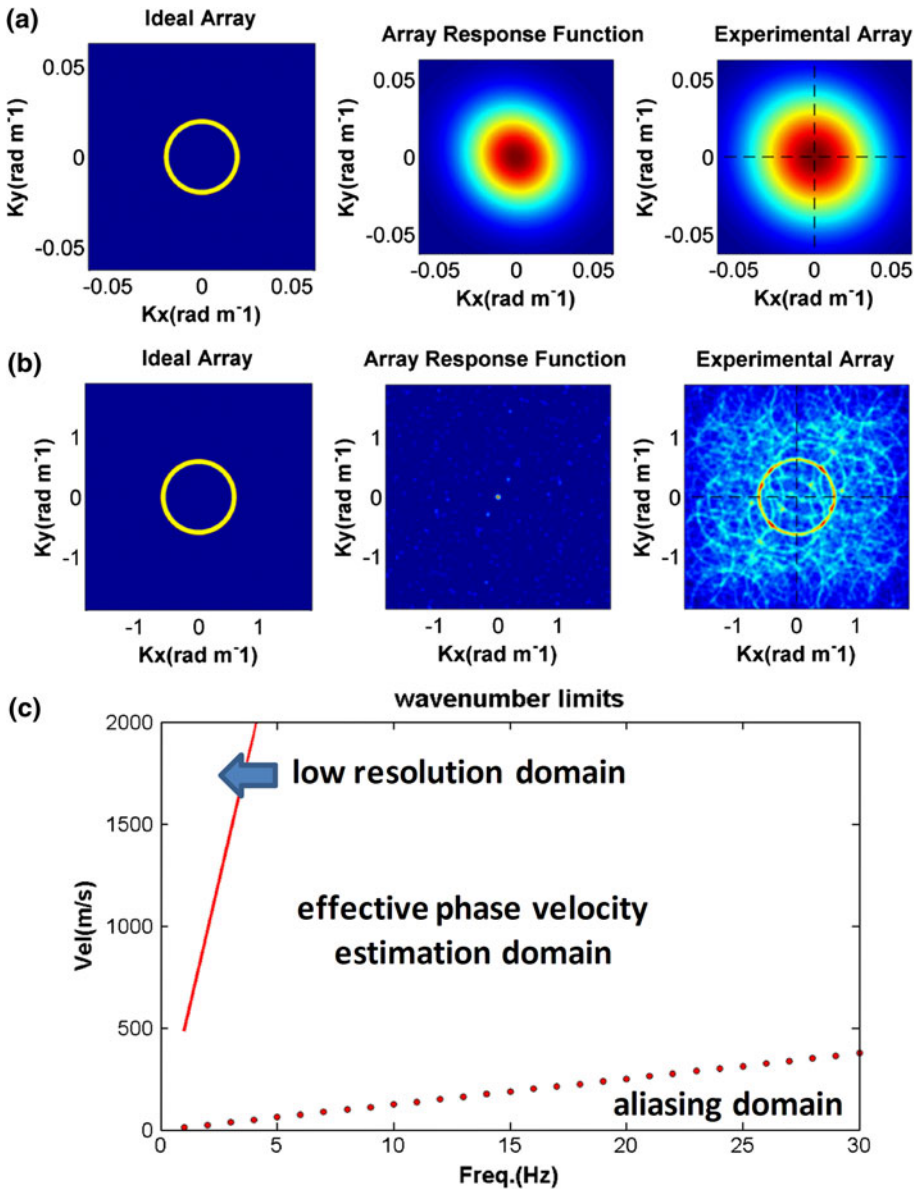 (a)
Ideal Array
Array Response Function
Experimental Array
Ky(rad m⁻¹)
0.05
0
-0.05
-0.05 0 0.05
Kx(rad m⁻¹)
Ky(rad m⁻¹)
0.05
0
-0.05
-0.05 0 0.05
Kx(rad m⁻¹)
Ky(rad m⁻¹)
0.05
0
-0.05
-0.05 0 0.05
Kx(rad m⁻¹)
(b)
Ideal Array
Array Response Function
Experimental Array
Ky(rad m⁻¹)
1
0
-1
-1 0 1
Kx(rad m⁻¹)
Ky(rad m⁻¹)
1
0
-1
-1 0 1
Kx(rad m⁻¹)
Ky(rad m⁻¹)
1
0
-1
-1 0 1
Kx(rad m⁻¹)
(c)
wavenumber limits
Vel(m/s)
2000
1500
1000
500
0
low resolution domain
effective phase velocity
estimation domain
aliasing domain
0 5 10 15 20 25 30
Freq.(Hz)